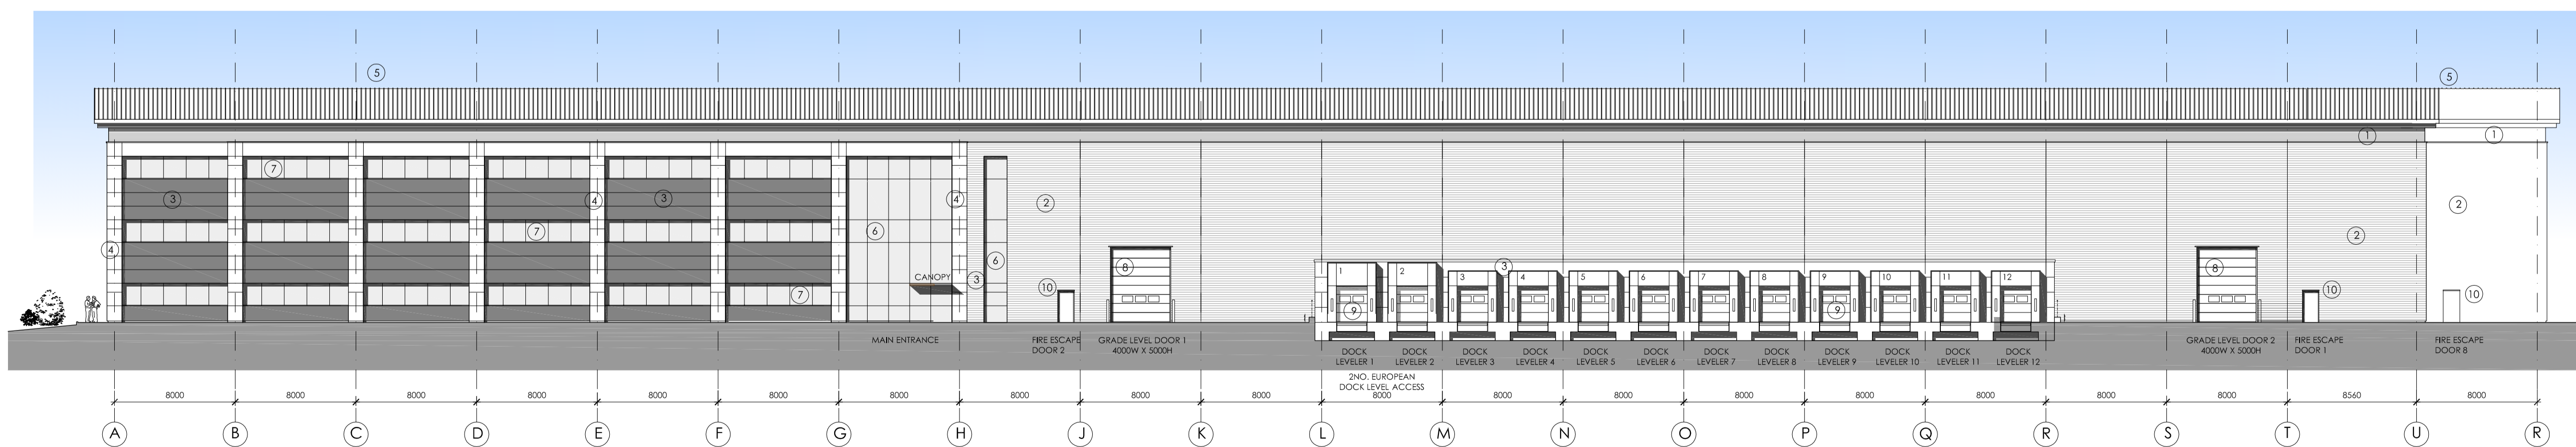 5
5
1
1
7
3
4
3
4
2
2
7
6
2
4
6
CANOPY
3
8
3
8
10
7
10
10
1
2
3
4
5
6
7
8
9
10
11
12
9
9
MAIN ENTRANCE
FIRE ESCAPE
DOOR 2
GRADE LEVEL DOOR 1
4000W X 5000H
DOCK
LEVELER 1
DOCK
LEVELER 2
DOCK
LEVELER 3
DOCK
LEVELER 4
DOCK
LEVELER 5
DOCK
LEVELER 6
DOCK
LEVELER 7
DOCK
LEVELER 8
DOCK
LEVELER 9
DOCK
LEVELER 10
DOCK
LEVELER 11
DOCK
LEVELER 12
GRADE LEVEL DOOR 2
4000W X 5000H
FIRE ESCAPE
DOOR 1
FIRE ESCAPE
DOOR 8
2NO. EUROPEAN
DOCK LEVEL ACCESS
8000 8000 8000 8000 8000 8000 8000 8000 8000 8000 8000 8000 8000 8000 8000 8000 8000 8000 8560 8000
A B C D E F G H J K L M N O P Q R S T U R